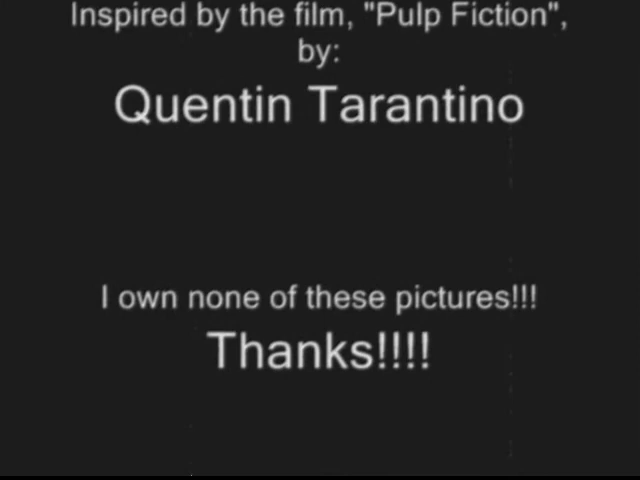 Inspired by the film, "Pulp Fiction",
by:
Quentin Tarantino
I own none of these pictures!!!
Thanks!!!!